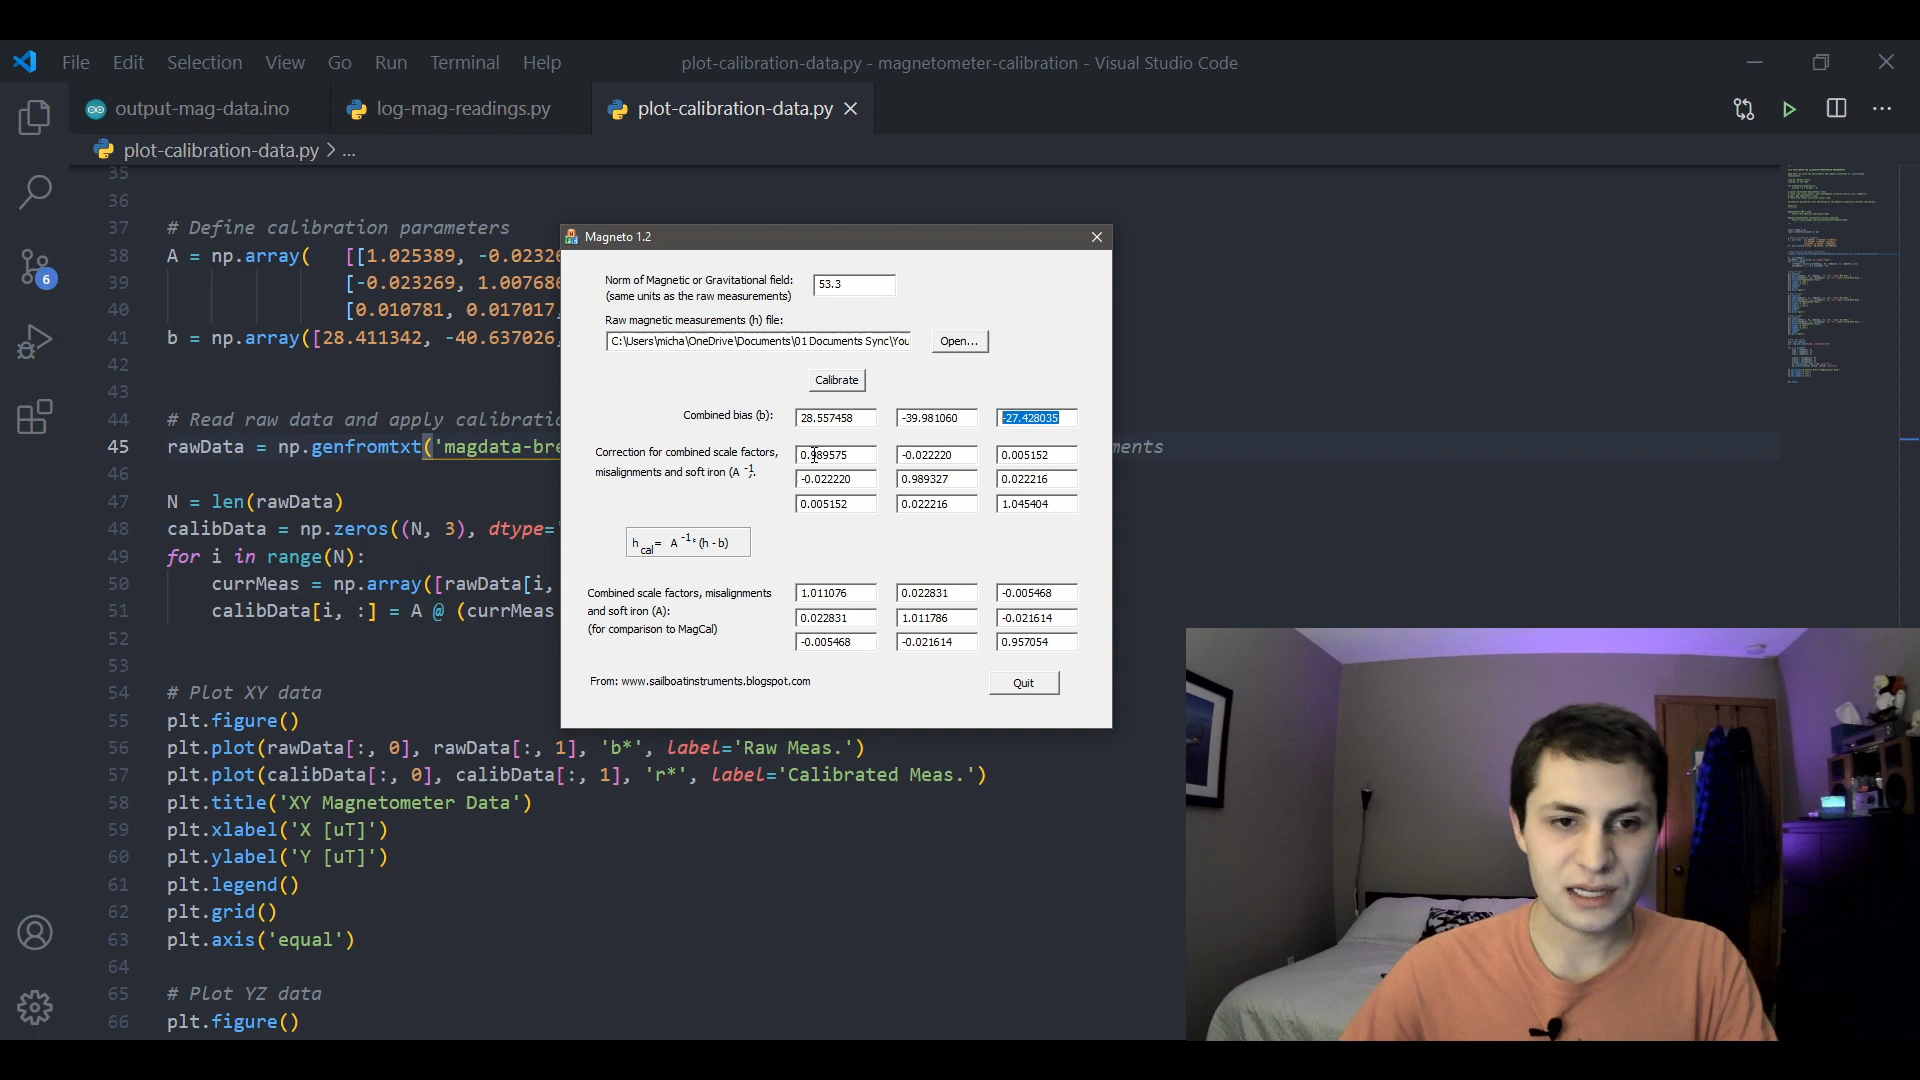 File Edit Selection View Go Run Terminal Help plot-calibration-data.py - magnetometer-calibration - Visual Studio Code
output-mag-data.ino log-mag-readings.py plot-calibration-data.py
plot-calibration-data.py > ...
6
35
36
37 # Define calibration parameters
38 A = np.array( [[1.025389, -0.02326
39 [-0.023269, 1.007686
40 [0.010781, 0.017017,
41 b = np.array([28.411342, -40.637026,
42
43
44 # Read raw data and apply calibratio
45 rawData = np.genfromtxt('magdata-bre ments
46
47 N = len(rawData)
48 calibData = np.zeros((N, 3), dtype='
49 for i in range(N):
50 currMeas = np.array([rawData[i,
51 calibData[i, :] = A @ (currMeas
52
53
54 # Plot XY data
55 plt.figure()
56 plt.plot(rawData[:, 0], rawData[:, 1], 'b*', label='Raw Meas.')
57 plt.plot(calibData[:, 0], calibData[:, 1], 'r*', label='Calibrated Meas.')
58 plt.title('XY Magnetometer Data')
59 plt.xlabel('X [uT]')
60 plt.ylabel('Y [uT]')
61 plt.legend()
62 plt.grid()
63 plt.axis('equal')
64
65 # Plot YZ data
66 plt.figure()
Magneto 1.2
Norm of Magnetic or Gravitational field: 53.3
(same units as the raw measurements)
Raw magnetic measurements (h) file:
C:\Users\micha\OneDrive\Documents\01 Documents Sync\You Open...
Calibrate
Combined bias (b): 28.557458 -39.981060 -27.428035
Correction for combined scale factors, 0.989575 -0.022220 0.005152
misalignments and soft iron (A -1): -0.022220 0.989327 0.022216
0.005152 0.022216 1.045404
h cal = A -1 * (h - b)
Combined scale factors, misalignments 1.011076 0.022831 -0.005468
and soft iron (A): 0.022831 1.011786 -0.021614
(for comparison to MagCal) -0.005468 -0.021614 0.957054
From: www.sailboatinstruments.blogspot.com Quit